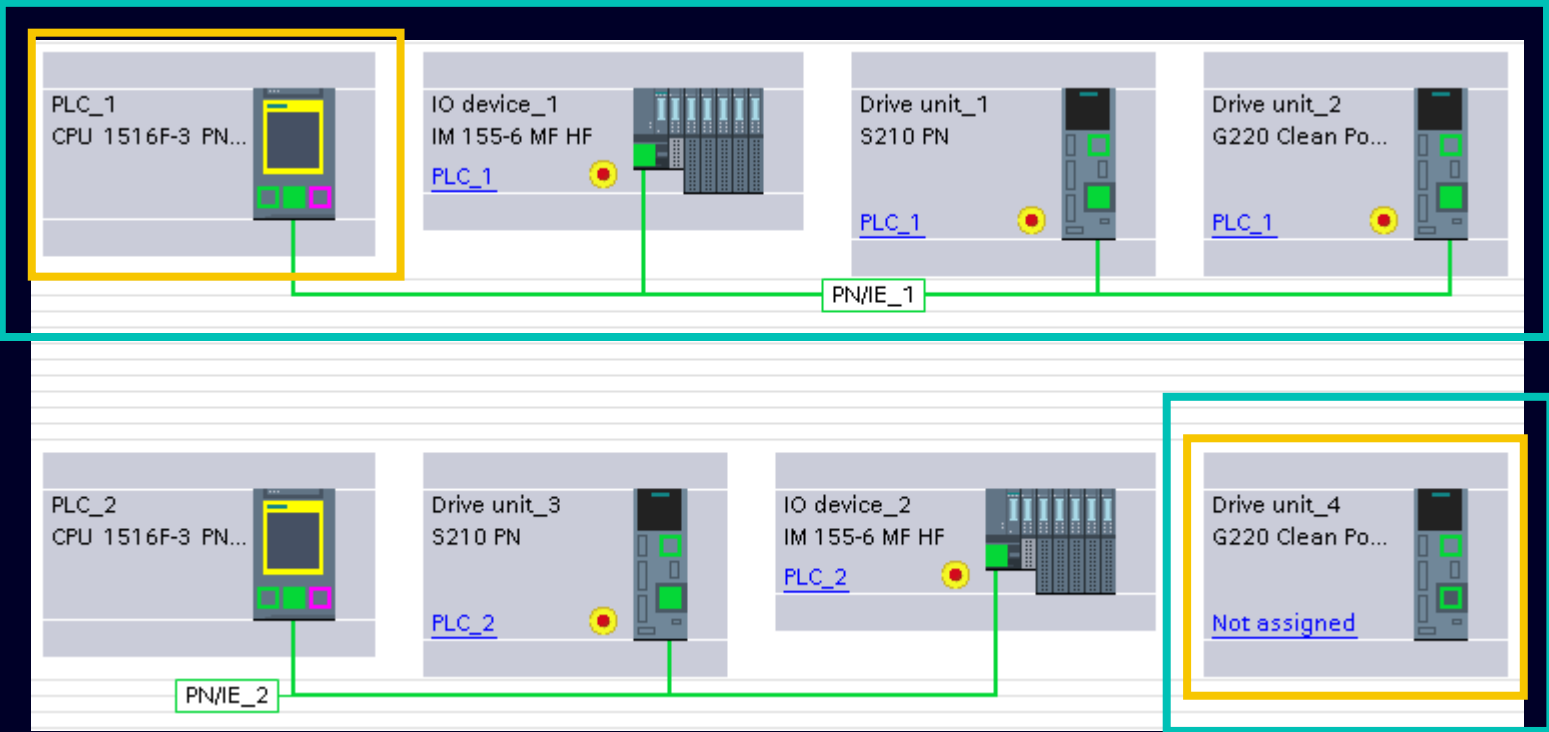 PLC_1
CPU 1516F-3 PN...
IO device_1
IM 155-6 MF HF
PLC_1
Drive unit_1
S210 PN
PLC_1
Drive unit_2
G220 Clean Po...
PLC_1
PN/IE_1
PLC_2
CPU 1516F-3 PN...
Drive unit_3
S210 PN
PLC_2
IO device_2
IM 155-6 MF HF
PLC_2
Drive unit_4
G220 Clean Po...
Not assigned
PN/IE_2